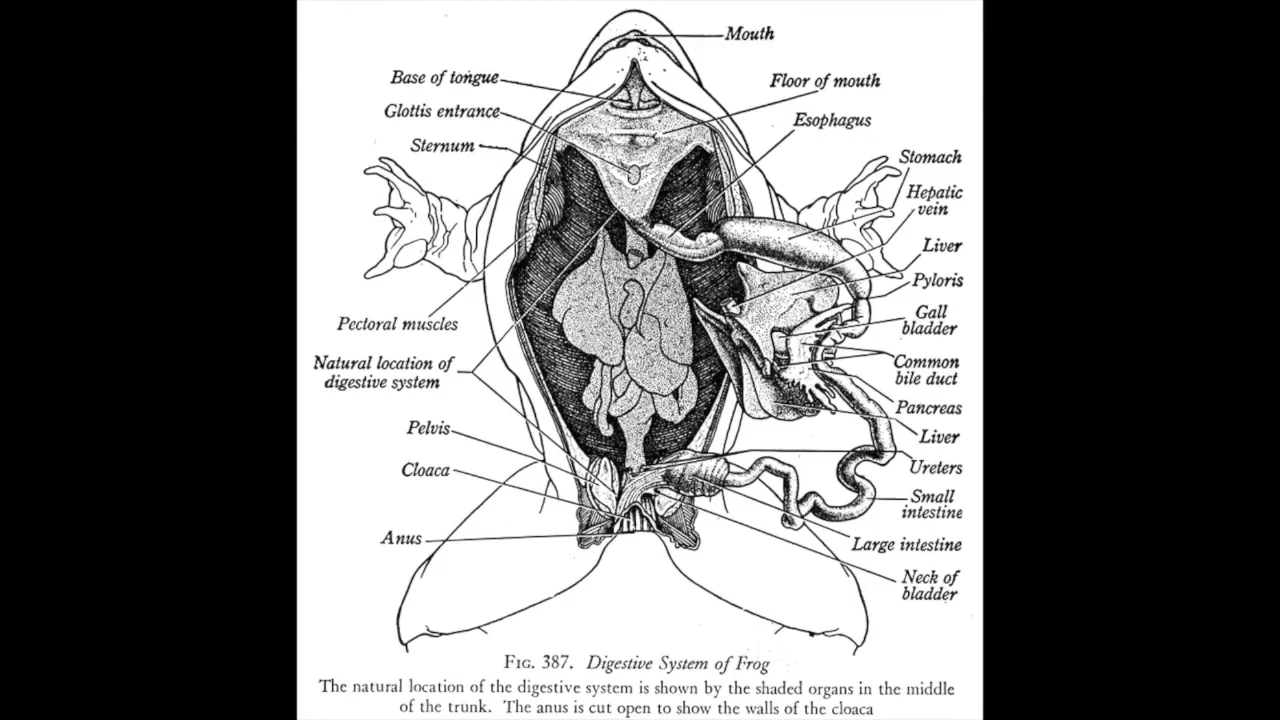 Mouth
Base of tongue
Floor of mouth
Glottis entrance
Esophagus
Sternum
Stomach
Hepatic
vein
Liver
Pyloris
Gall
bladder
Pectoral muscles
Natural location of
digestive system
Common
bile duct
Pancreas
Pelvis
Liver
Cloaca
Ureters
Small
intestine
Anus
Large intestine
Neck of
bladder
FIG. 387. Digestive System of Frog
The natural location of the digestive system is shown by the shaded organs in the middle
of the trunk. The anus is cut open to show the walls of the cloaca